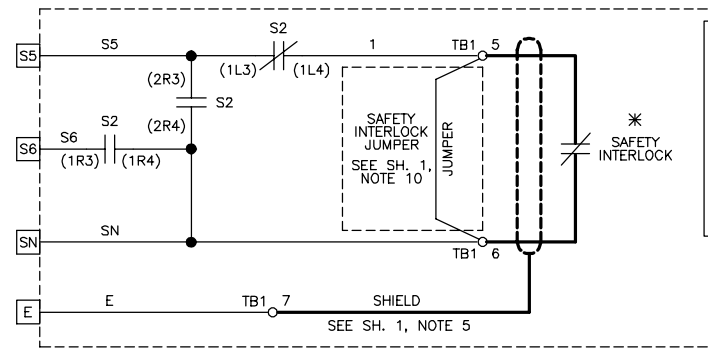 S2
S5
S5
1
TB1
5
(1L3)
(1L4)
(2R3)
S2
(2R4)
S2
S6
S6
(1R3)
(1R4)
SAFETY
INTERLOCK
JUMPER
SEE SH. 1,
NOTE 10
JUMPER
*
SAFETY
INTERLOCK
SN
SN
TB1
6
E
E
TB1
7
SHIELD
SEE SH. 1, NOTE 5